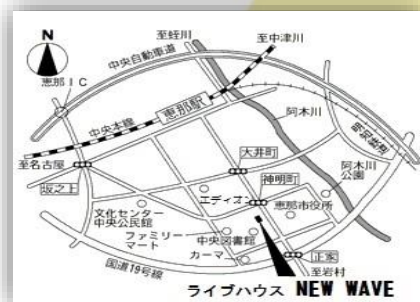 N
至蛭川
至中津川
中央自動車道
恵那IC
恵那駅
中央本線
阿木川
明知鉄道
至名古屋
大井町
阿木川
公園
坂之上
神明町
エディオン
恵那市役所
文化センター
中央公民館
ファミリー
マート
中央図書館
カーマ
正家
国道19号線
至岩村
ライブハウス NEW WAVE